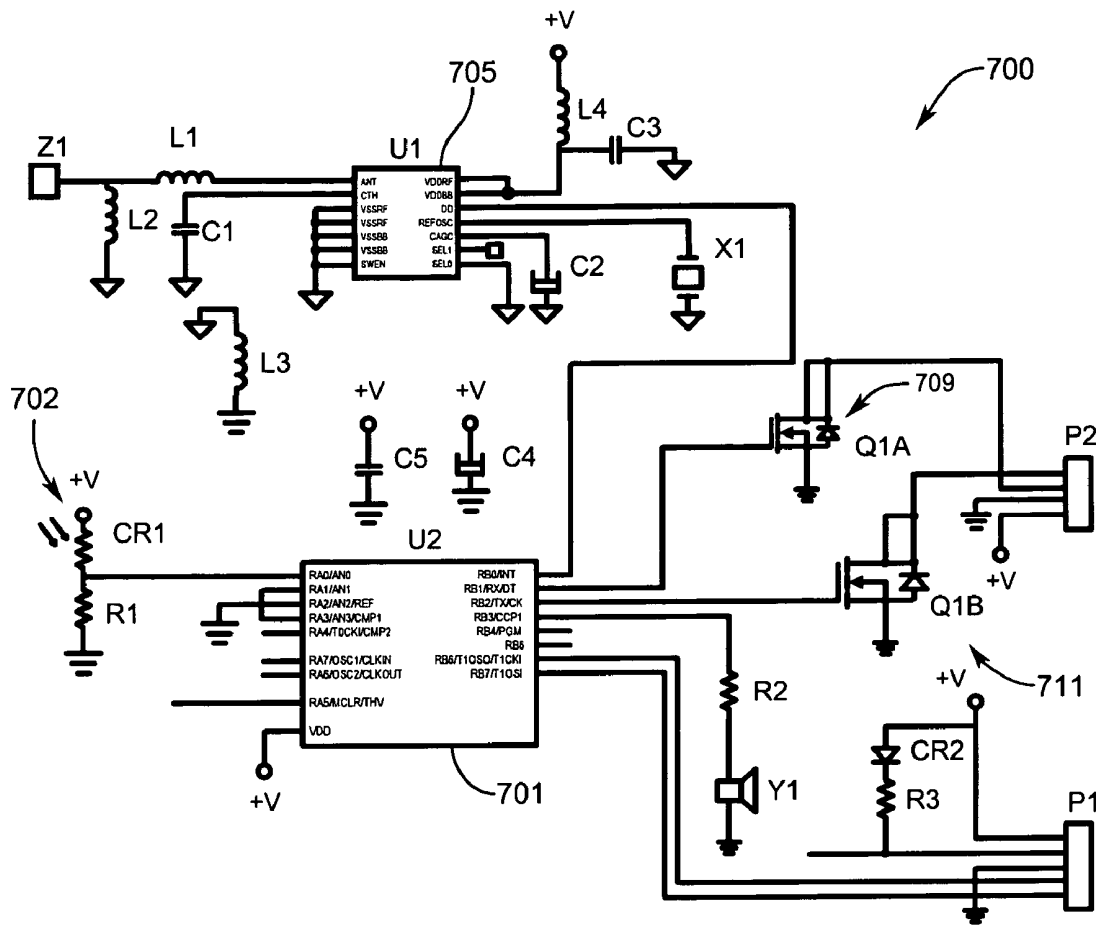 +V
700
705
L4
C3
Z1
L1
U1
ANT
CTH
VSSRF
VSSRF
VSSBB
VSSBB
SWEN
VDDRF
VDDBB
DO
REFOSC
CAGC
SEL1
SEL0
L2
C1
C2
X1
L3
702
+V
+V
709
C5
C4
Q1A
P2
+V
CR1
U2
R1
RA0/AN0
RA1/AN1
RA2/AN2/REF
RA3/AN3/CMP1
RA4/T0CKI/CMP2
RA7/OSC1/CLKIN
RA6/OSC2/CLKOUT
RA5/MCLR/THV
VDD
RB0/INT
RB1/RX/DT
RB2/TX/CK
RB3/CCP1
RB4/PGM
RB5
RB6/T1OSO/T1CKI
RB7/T1OSI
+V
Q1B
711
R2
+V
+V
701
Y1
CR2
R3
P1